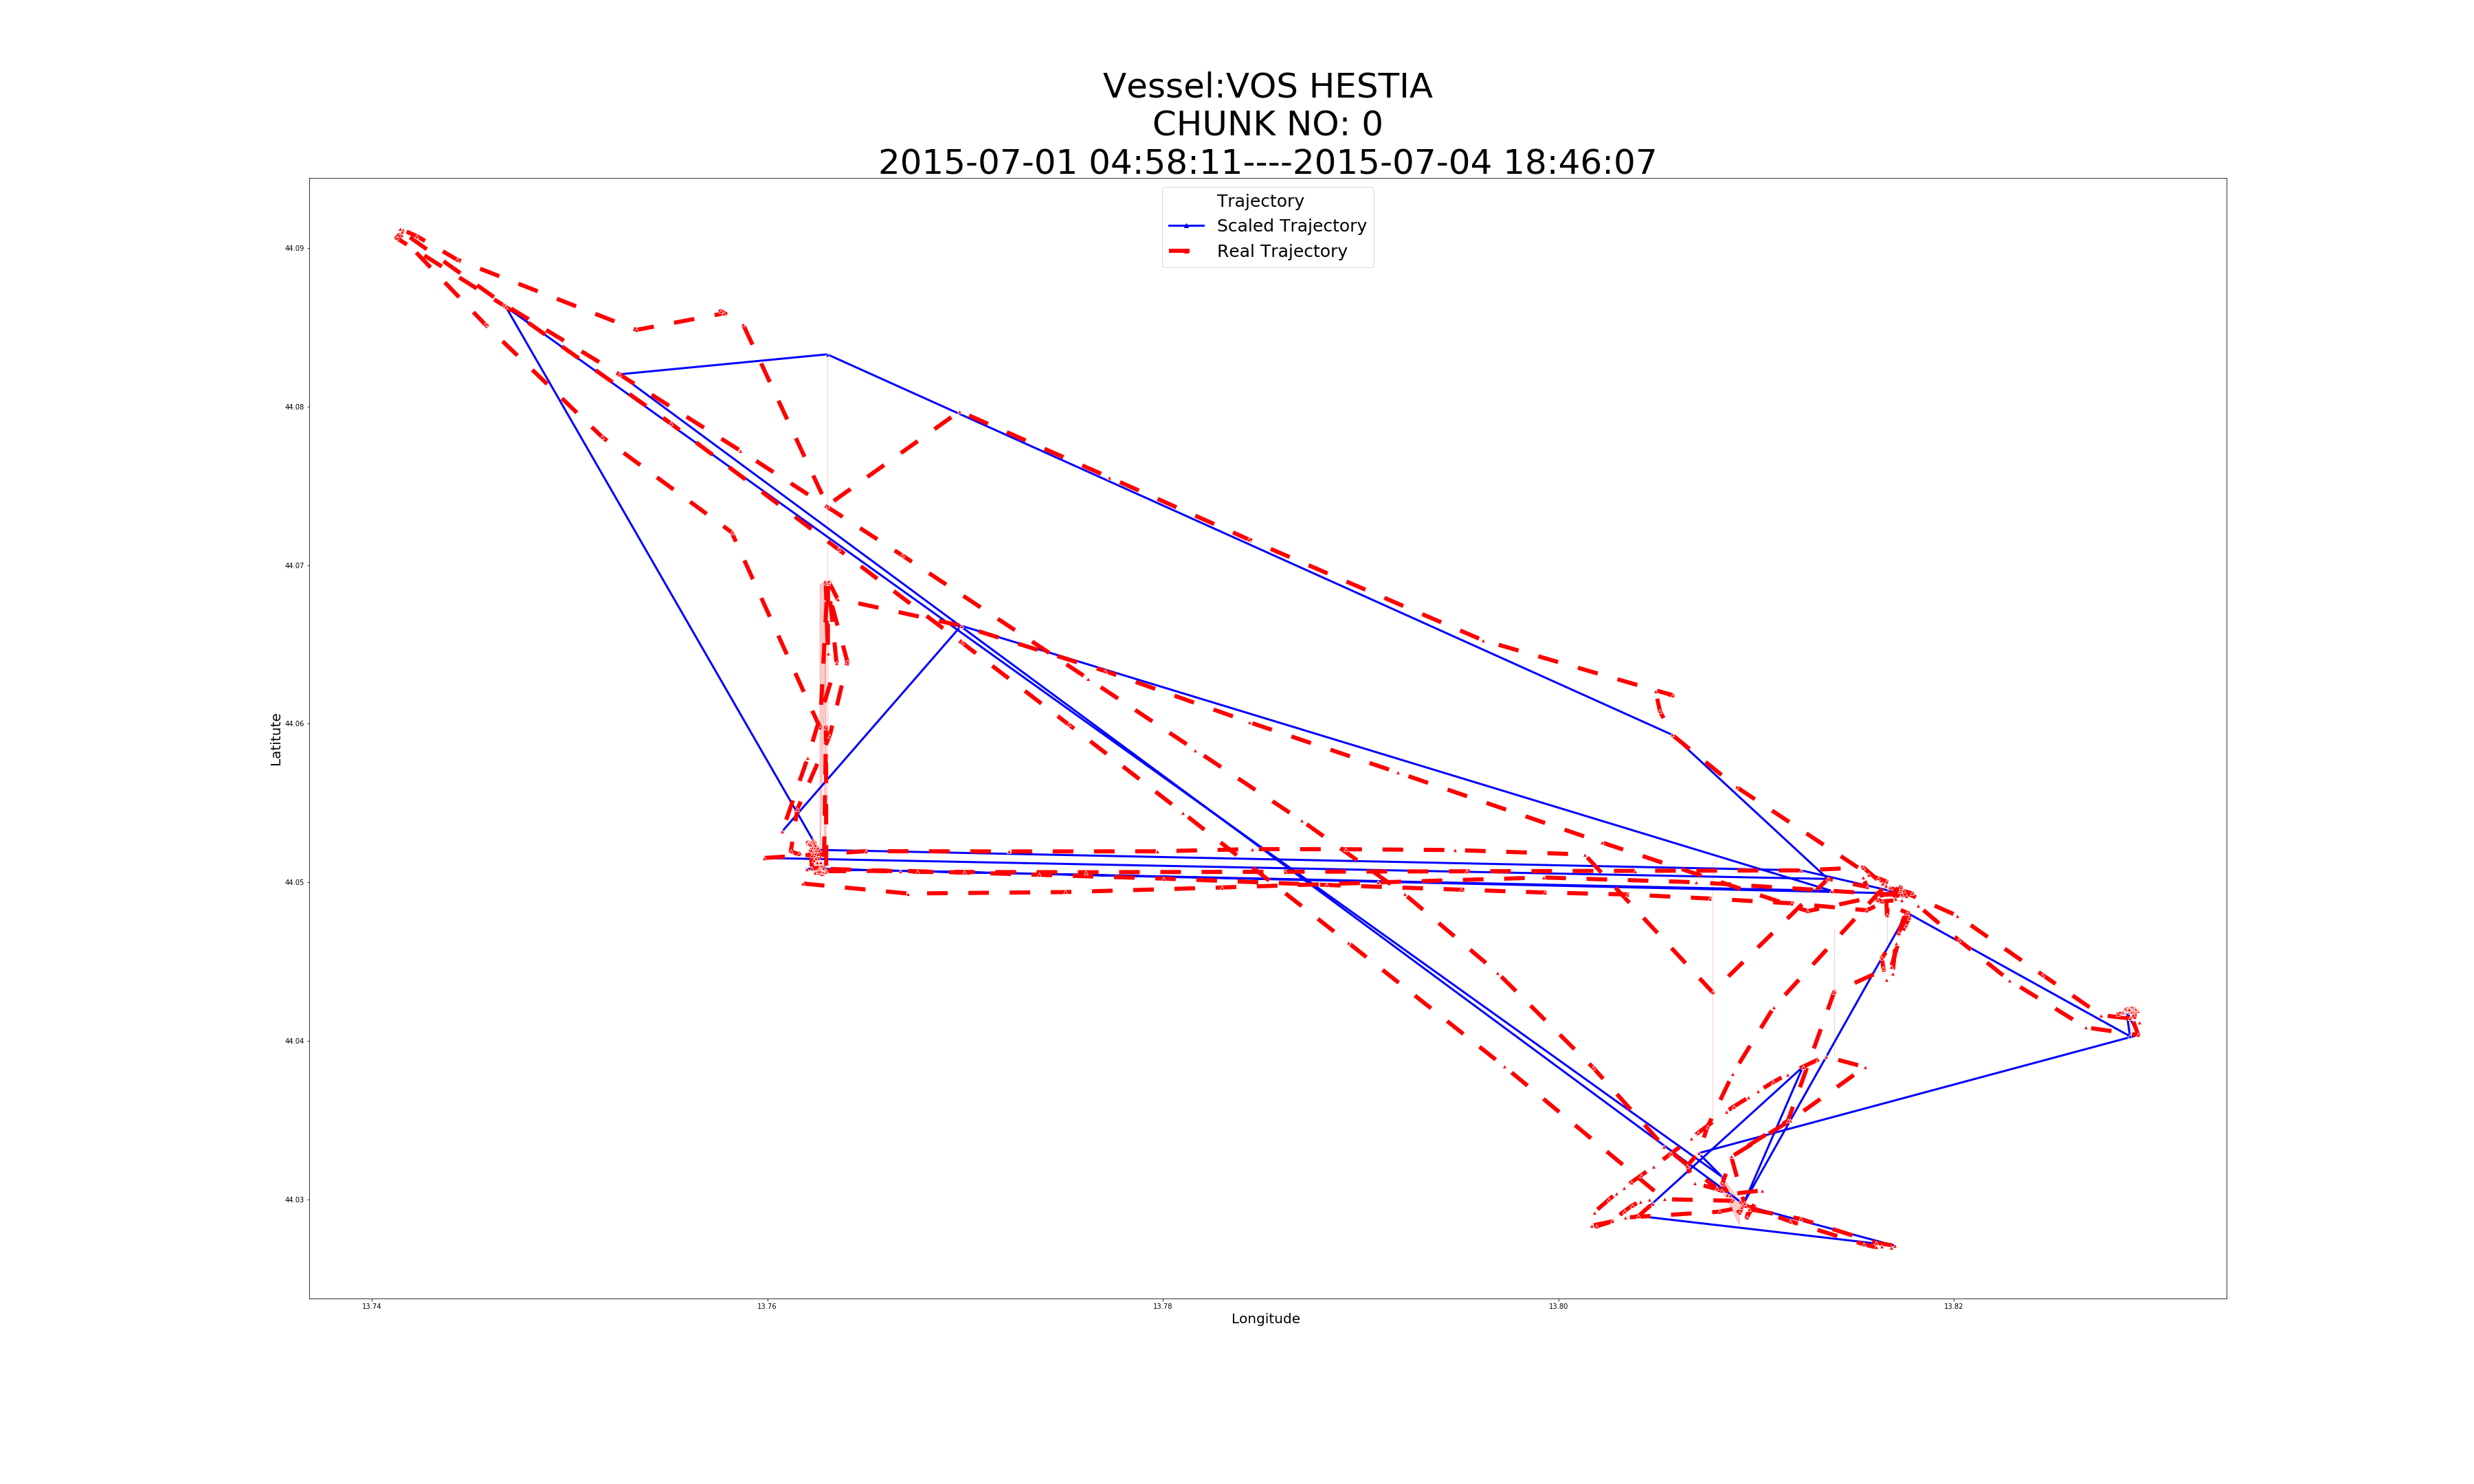 Vessel:VOS HESTIA
CHUNK NO: 0
2015-07-01 04:58:11----2015-07-04 18:46:07
Trajectory
Scaled Trajectory
Real Trajectory
44.09
44.08
44.07
44.06
44.05
44.04
44.03
Latitute
13.74
13.76
13.78
13.80
13.82
Longitude